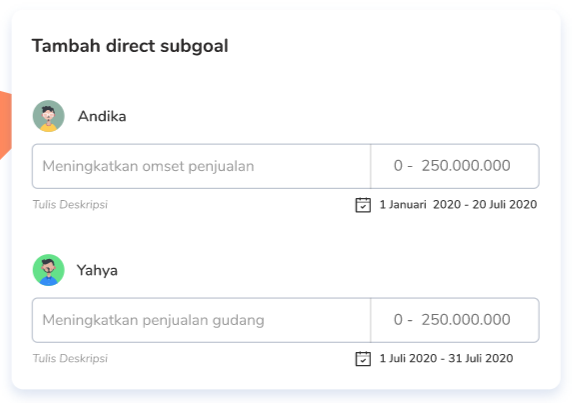 Tambah direct subgoal
Andika
Meningkatkan omset penjualan 0 - 250.000.000
Tulis Deskripsi 1 Januari 2020 - 20 Juli 2020
Yahya
Meningkatkan penjualan gudang 0 - 250.000.000
Tulis Deskripsi 1 Juli 2020 - 31 Juli 2020